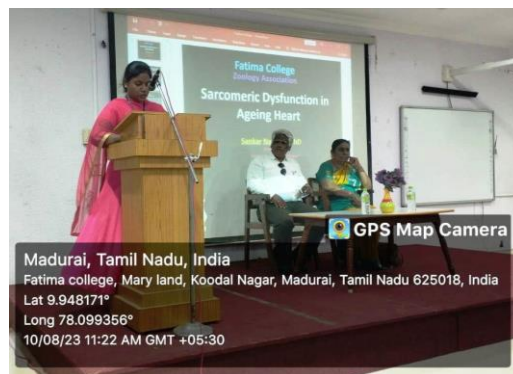 Fatima College
Zoology Association
Sarcomeric Dysfunction in
Ageing Heart
GPS Map Camera
Madurai, Tamil Nadu, India
Fatima college, Mary land, Koodal Nagar, Madurai, Tamil Nadu 625018, India
Lat 9.948171°
Long 78.099356°
10/08/23 11:22 AM GMT +05:30